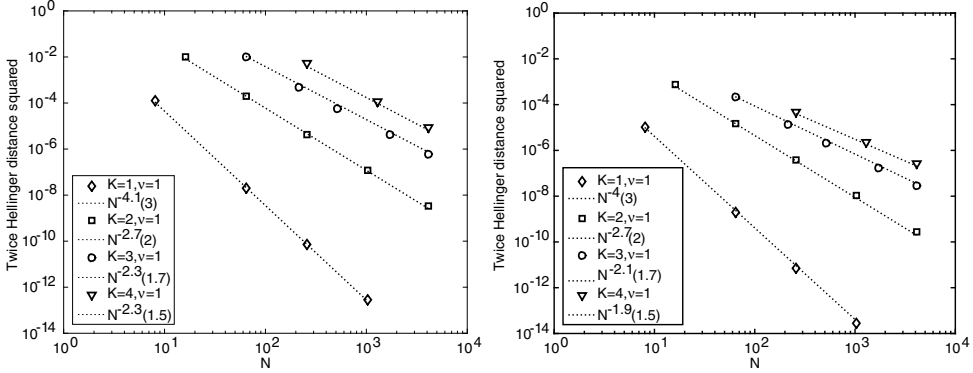 10^0
10^-2
10^-4
10^-6
10^-8
10^-10
10^-12
10^-14
Twice Hellinger distance squared
K=1,ν=1
N^-4.1(3)
K=2,ν=1
N^-2.7(2)
K=3,ν=1
N^-2.3(1.7)
K=4,ν=1
N^-2.3(1.5)
10^0 10^1 10^2 10^3 10^4
N
10^0
10^-2
10^-4
10^-6
10^-8
10^-10
10^-12
10^-14
Twice Hellinger distance squared
K=1,ν=1
N^-4(3)
K=2,ν=1
N^-2.7(2)
K=3,ν=1
N^-2.1(1.7)
K=4,ν=1
N^-1.9(1.5)
10^0 10^1 10^2 10^3 10^4
N